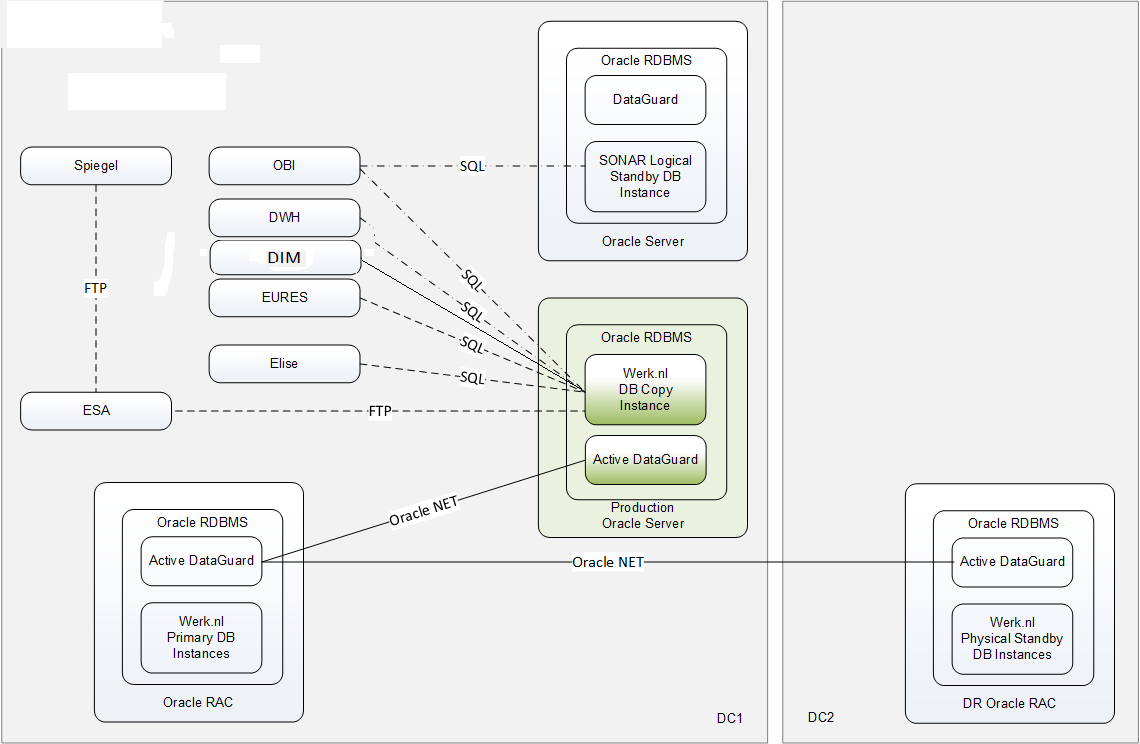 Oracle RDBMS
DataGuard
SONAR Logical
Standby DB
Instance
Oracle Server
Spiegel
OBI
SQL
DWH
DIM
EURES
FTP
SQL
SQL
SQL
SQL
Elise
ESA
FTP
Oracle RDBMS
Werk.nl
DB Copy
Instance
Active DataGuard
Production
Oracle Server
Oracle NET
Oracle NET
Oracle RDBMS
Active DataGuard
Werk.nl
Primary DB
Instances
Oracle RAC
DC1
DC2
Oracle RDBMS
Active DataGuard
Werk.nl
Physical Standby
DB Instances
DR Oracle RAC